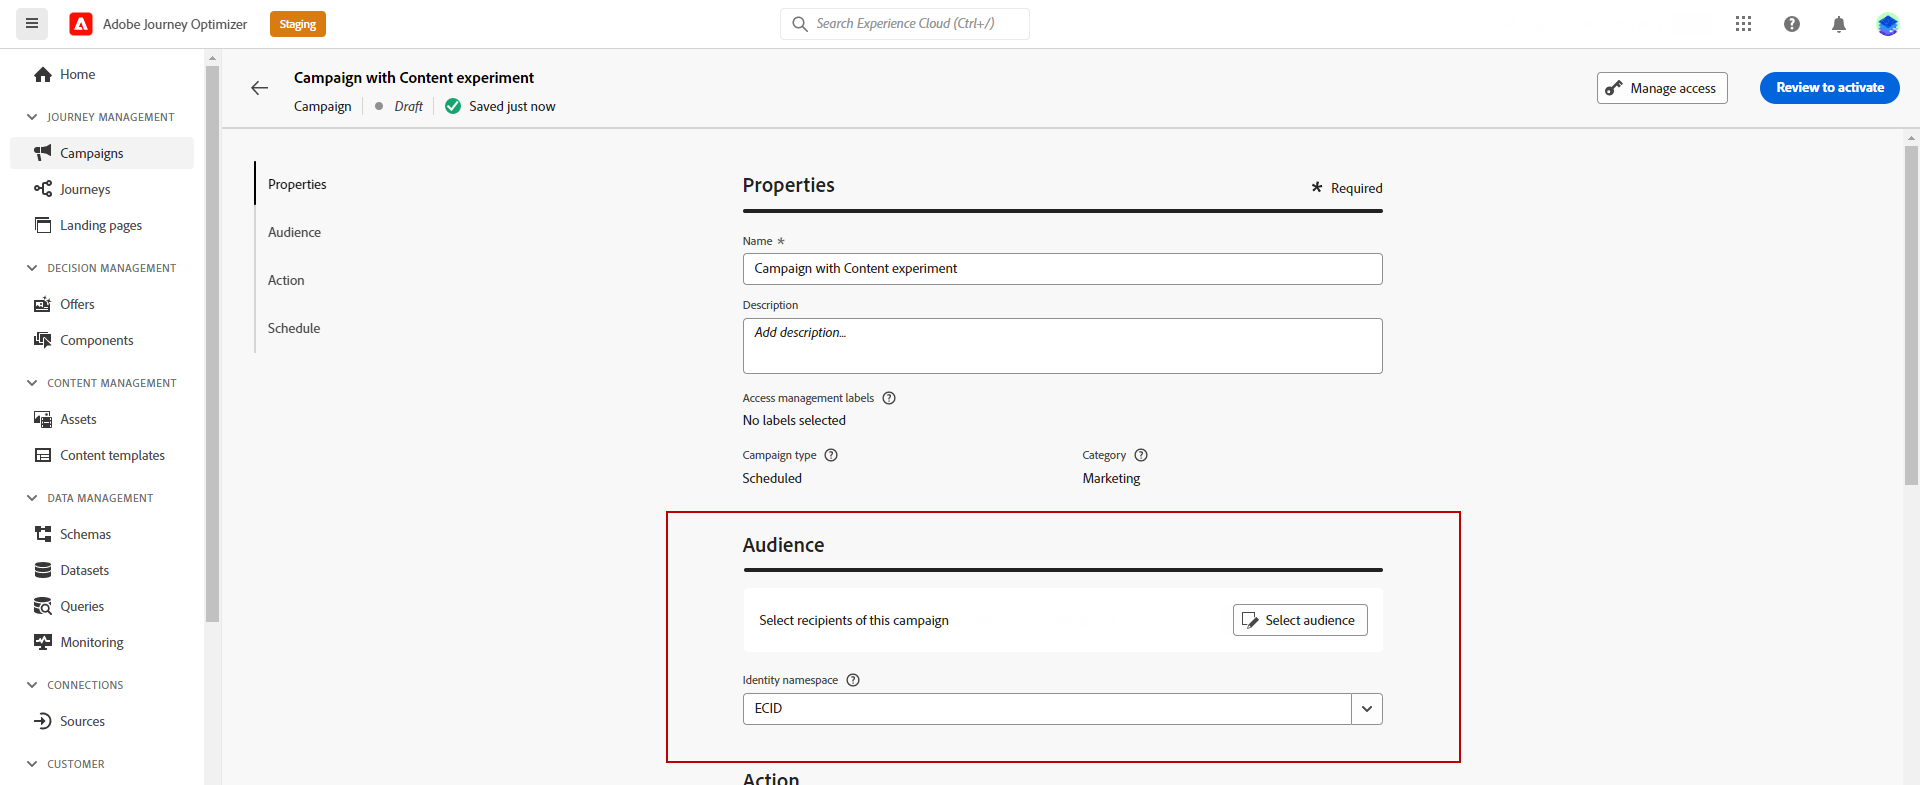 Adobe Journey Optimizer
Staging
Search Experience Cloud (Ctrl+/)
Home
JOURNEY MANAGEMENT
Campaigns
Journeys
Landing pages
DECISION MANAGEMENT
Offers
Components
CONTENT MANAGEMENT
Assets
Content templates
DATA MANAGEMENT
Schemas
Datasets
Queries
Monitoring
CONNECTIONS
Sources
CUSTOMER
Campaign with Content experiment
Campaign Draft Saved just now
Manage access
Review to activate
Properties
Audience
Action
Schedule
Properties
* Required
Name *
Campaign with Content experiment
Description
Add description...
Access management labels
No labels selected
Campaign type Category
Scheduled Marketing
Audience
Select recipients of this campaign Select audience
Identity namespace
ECID
Action